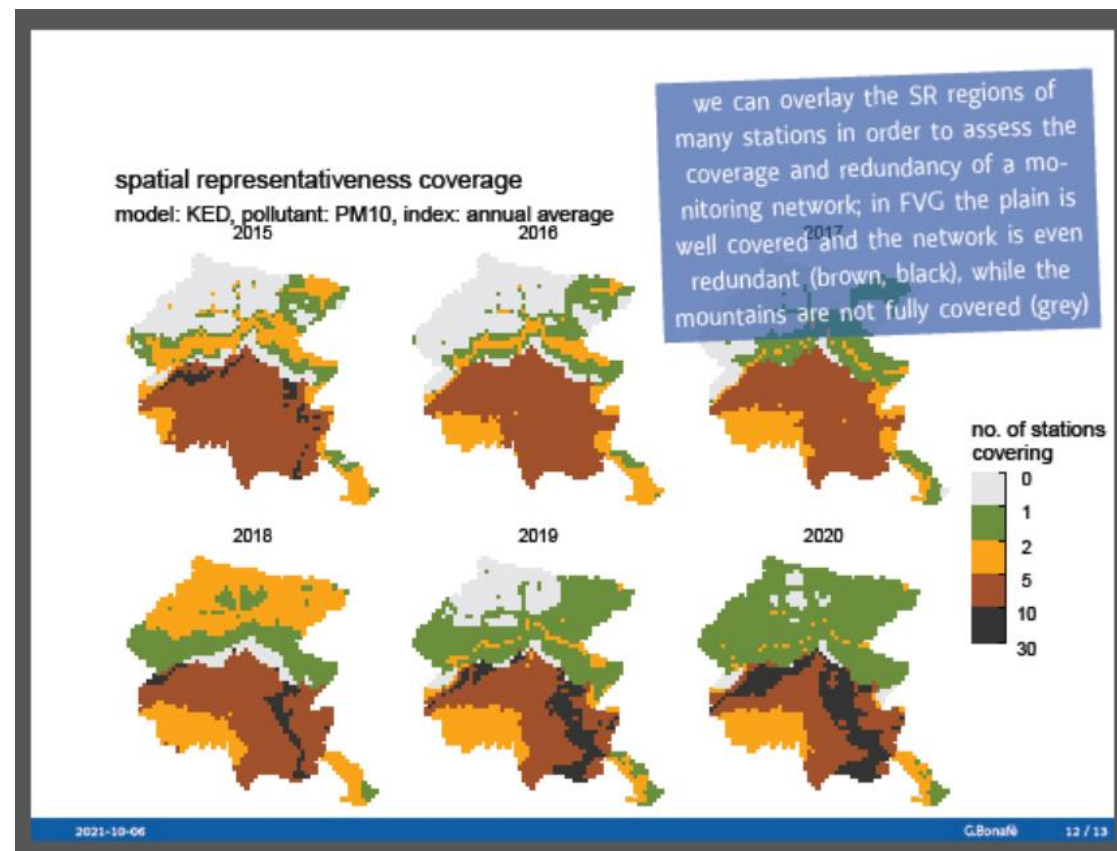 we can overlay the SR regions of
many stations in order to assess the
coverage and redundancy of a mo-
nitoring network; in FVG the plain is
well covered and the network is even
redundant (brown, black), while the
mountains are not fully covered (grey)
spatial representativeness coverage
model: KED, pollutant: PM10, index: annual average
2015
2016
2017
no. of stations
covering
0
1
2
5
10
30
2018
2019
2020
2021-10-06
G.Bonafè
12 / 13